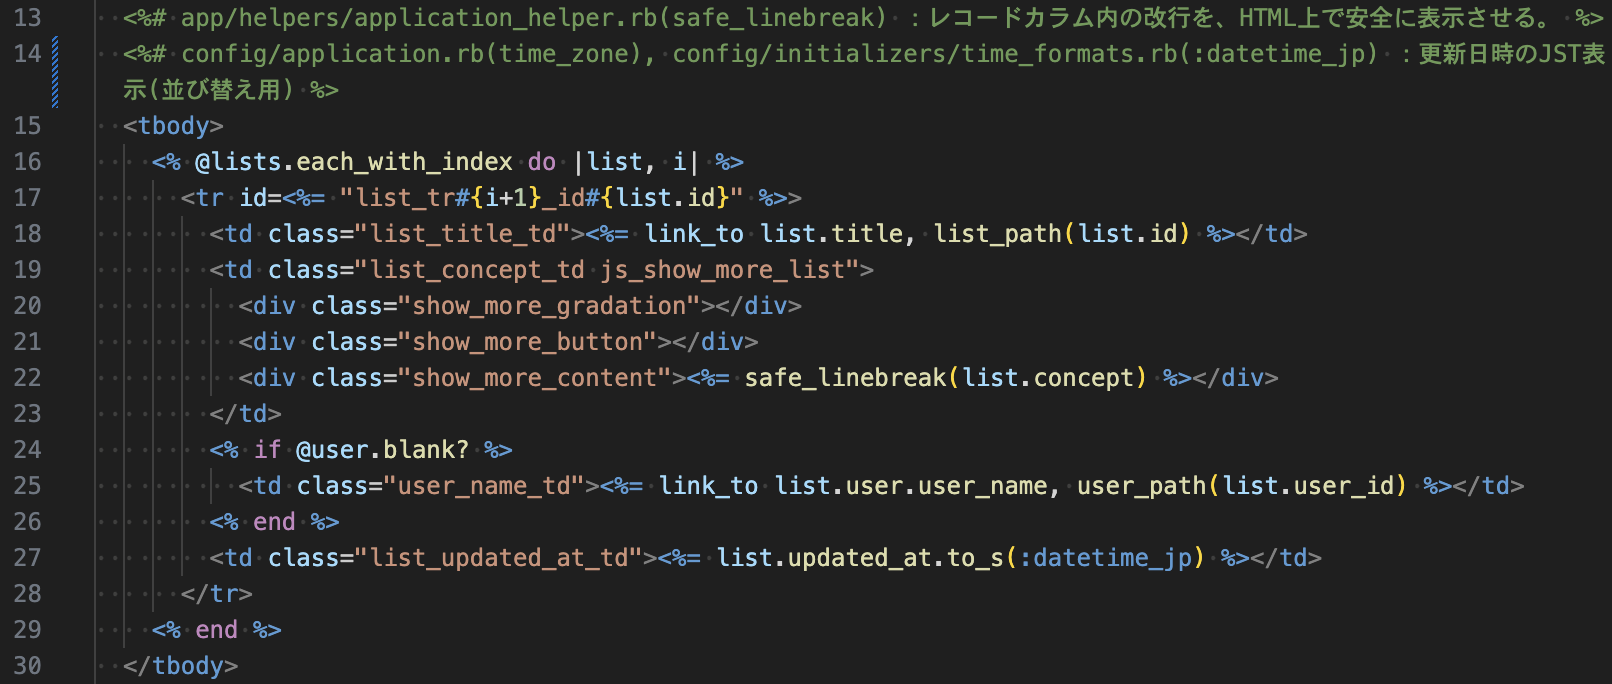 13 <%# app/helpers/application_helper.rb(safe_linebreak) ：レコードカラム内の改行を、HTML上で安全に表示させる。 %>
14 <%# config/application.rb(time_zone), config/initializers/time_formats.rb(:datetime_jp) ：更新日時のJST表
示(並び替え用) %>
15 <tbody>
16 <% @lists.each_with_index do |list, i| %>
17 <tr id=<%= "list_tr#{i+1}_id#{list.id}" %>>
18 <td class="list_title_td"><%= link_to list.title, list_path(list.id) %></td>
19 <td class="list_concept_td js_show_more_list">
20 <div class="show_more_gradation"></div>
21 <div class="show_more_button"></div>
22 <div class="show_more_content"><%= safe_linebreak(list.concept) %></div>
23 </td>
24 <% if @user.blank? %>
25 <td class="user_name_td"><%= link_to list.user.user_name, user_path(list.user_id) %></td>
26 <% end %>
27 <td class="list_updated_at_td"><%= list.updated_at.to_s(:datetime_jp) %></td>
28 </tr>
29 <% end %>
30 </tbody>